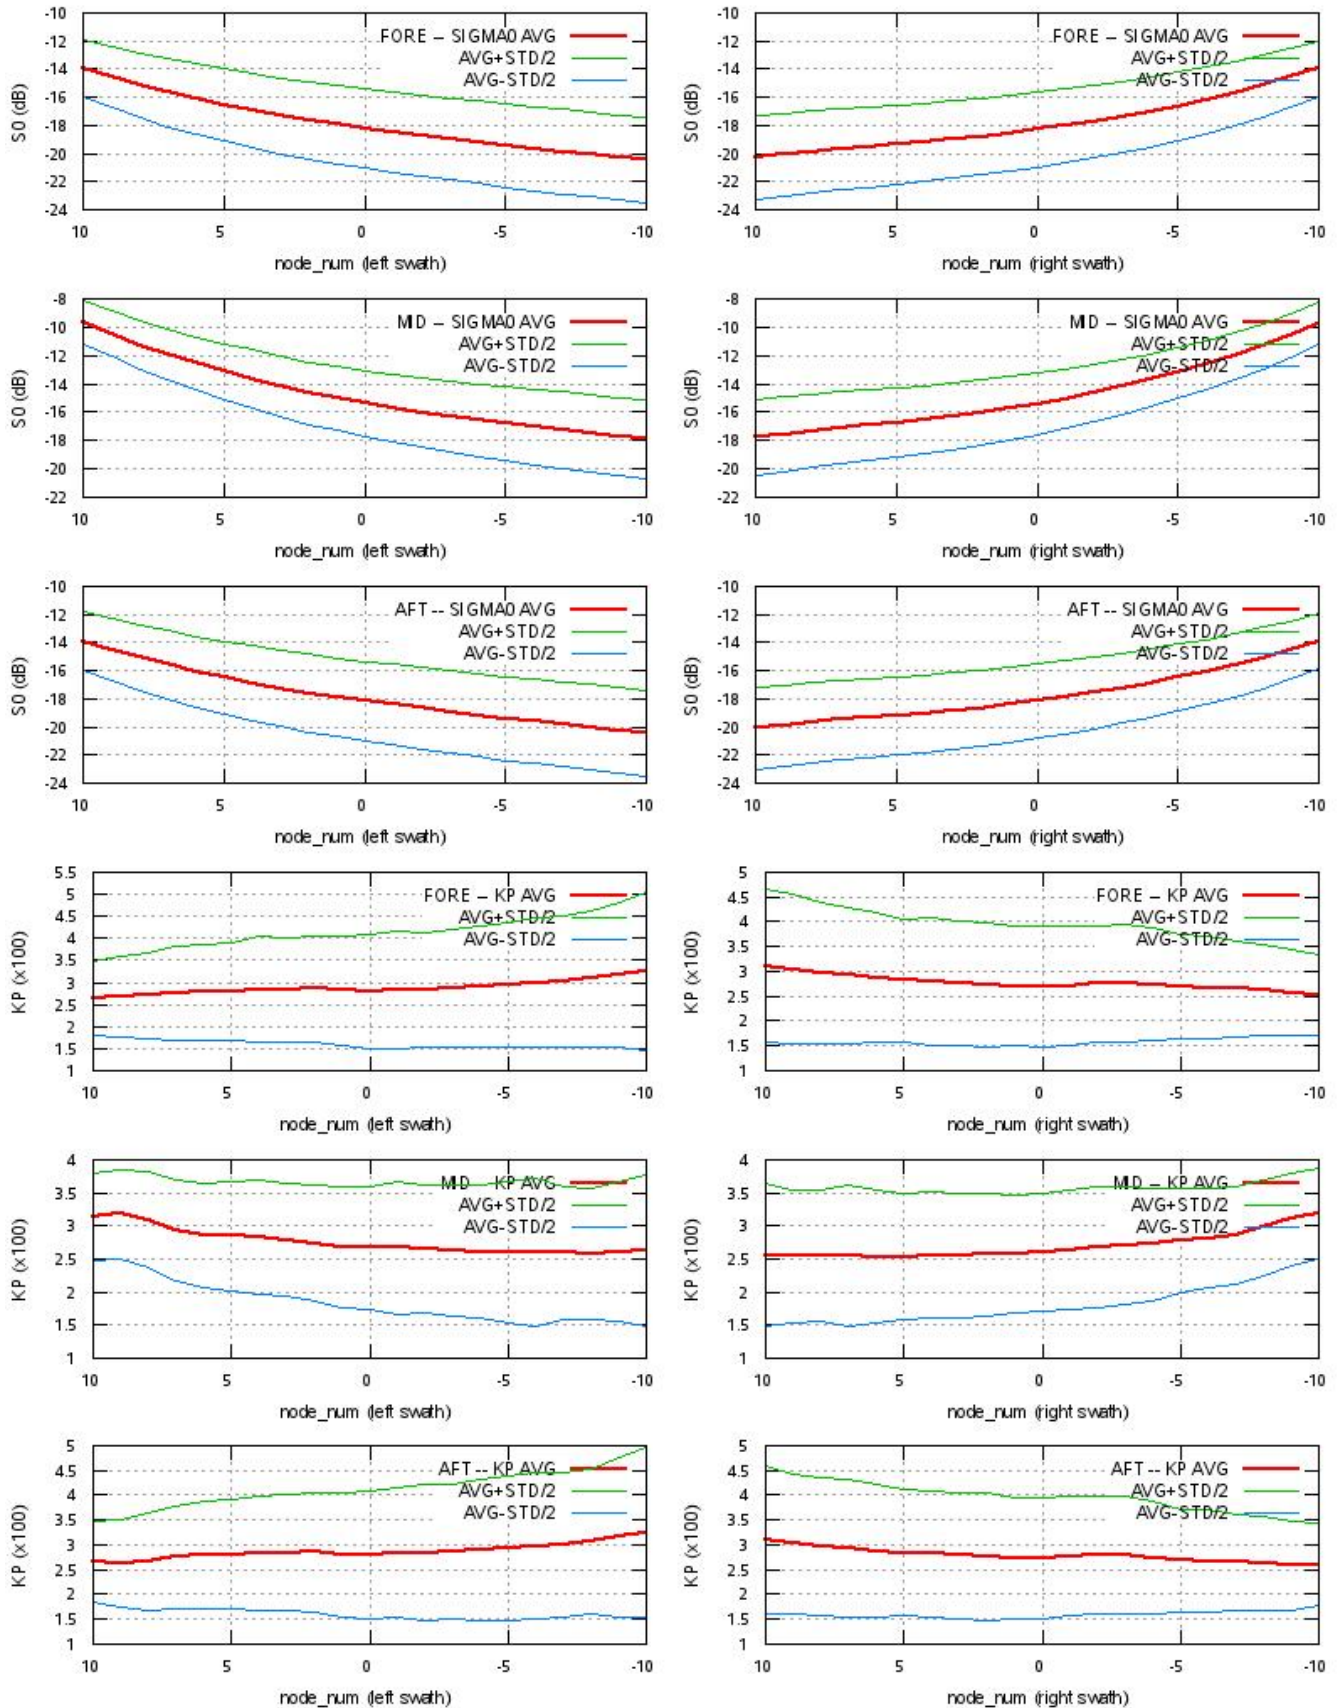 -10
-12
-14
-16
-18
-20
-22
-24
S0 (dB)
FORE – SIGMA0 AVG
AVG+STD/2
AVG-STD/2
10 5 0 -5 -10
node_num (left swath)
-10
-12
-14
-16
-18
-20
-22
-24
S0 (dB)
FORE – SIGMA0 AVG
AVG+STD/2
AVG-STD/2
10 5 0 -5 -10
node_num (right swath)
-8
-10
-12
-14
-16
-18
-20
-22
S0 (dB)
MID – SIGMA0 AVG
AVG+STD/2
AVG-STD/2
10 5 0 -5 -10
node_num (left swath)
-8
-10
-12
-14
-16
-18
-20
-22
S0 (dB)
MID – SIGMA0 AVG
AVG+STD/2
AVG-STD/2
10 5 0 -5 -10
node_num (right swath)
-10
-12
-14
-16
-18
-20
-22
-24
S0 (dB)
AFT -- SIGMA0 AVG
AVG+STD/2
AVG-STD/2
10 5 0 -5 -10
node_num (left swath)
-10
-12
-14
-16
-18
-20
-22
-24
S0 (dB)
AFT -- SIGMA0 AVG
AVG+STD/2
AVG-STD/2
10 5 0 -5 -10
node_num (right swath)
5.5
5
4.5
4
3.5
3
2.5
2
1.5
1
KP (x100)
FORE – KP AVG
AVG+STD/2
AVG-STD/2
10 5 0 -5 -10
node_num (left swath)
5
4.5
4
3.5
3
2.5
2
1.5
1
KP (x100)
FORE – KP AVG
AVG+STD/2
AVG-STD/2
10 5 0 -5 -10
node_num (right swath)
4
3.5
3
2.5
2
1.5
1
KP (x100)
MID – KP AVG
AVG+STD/2
AVG-STD/2
10 5 0 -5 -10
node_num (left swath)
4
3.5
3
2.5
2
1.5
1
KP (x100)
MID – KP AVG
AVG+STD/2
AVG-STD/2
10 5 0 -5 -10
node_num (right swath)
5
4.5
4
3.5
3
2.5
2
1.5
1
KP (x100)
AFT -- KP AVG
AVG+STD/2
AVG-STD/2
10 5 0 -5 -10
node_num (left swath)
5
4.5
4
3.5
3
2.5
2
1.5
1
KP (x100)
AFT -- KP AVG
AVG+STD/2
AVG-STD/2
10 5 0 -5 -10
node_num (right swath)